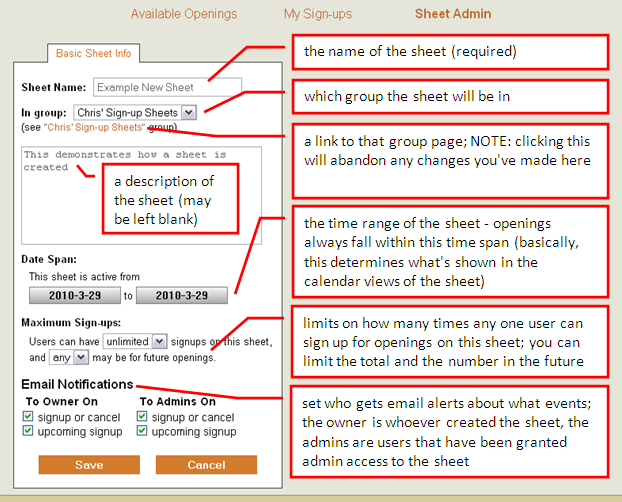 Available Openings My Sign-ups Sheet Admin
Basic Sheet Info
Sheet Name: Example New Sheet
In group: Chris' Sign-up Sheets
(see "Chris' Sign-up Sheets" group)
This demonstrates how a sheet is
created
a description of
the sheet (may
be left blank)
Date Span:
This sheet is active from
2010-3-29 to 2010-3-29
Maximum Sign-ups:
Users can have unlimited signups on this sheet,
and any may be for future openings.
Email Notifications
To Owner On To Admins On
signup or cancel signup or cancel
upcoming signup upcoming signup
Save Cancel
the name of the sheet (required)
which group the sheet will be in
a link to that group page; NOTE: clicking this
will abandon any changes you've made here
the time range of the sheet - openings
always fall within this time span (basically,
this determines what's shown in the
calendar views of the sheet)
limits on how many times any one user can
sign up for openings on this sheet; you can
limit the total and the number in the future
set who gets email alerts about what events;
the owner is whoever created the sheet, the
admins are users that have been granted
admin access to the sheet